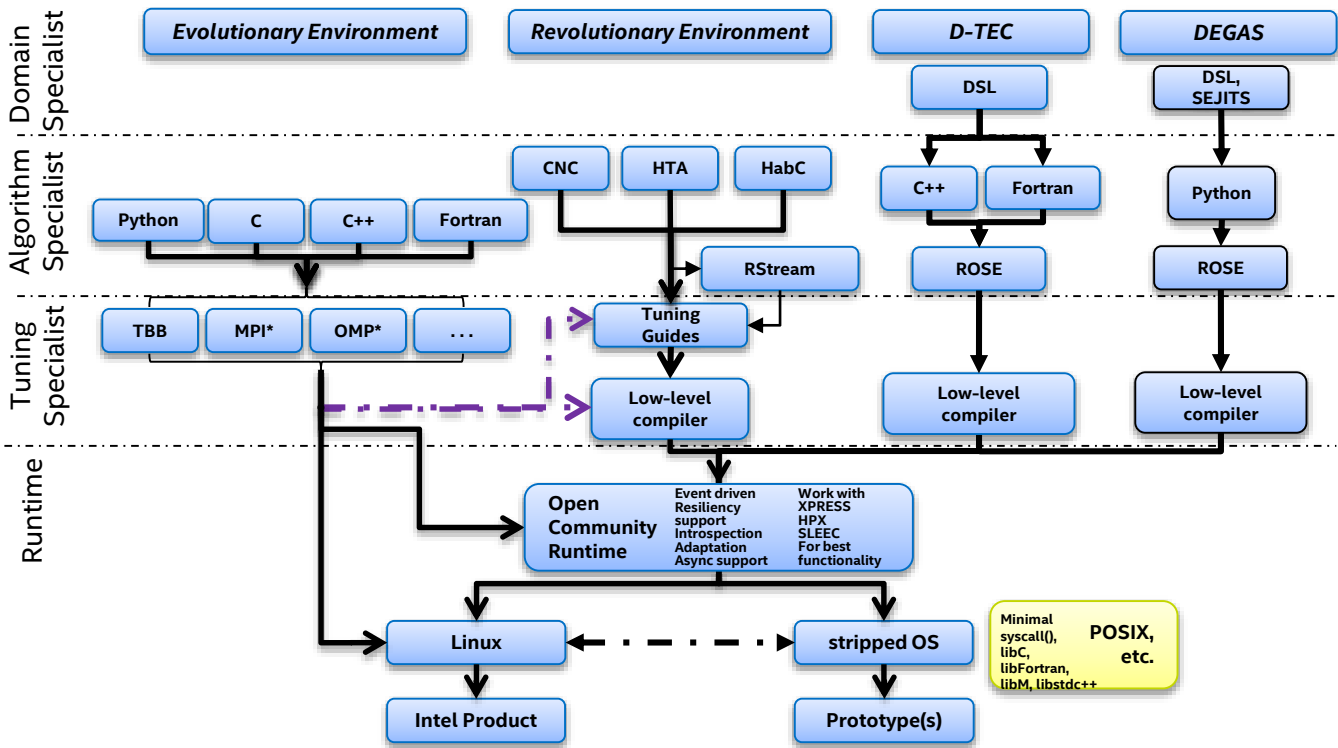 Domain
Specialist
Evolutionary Environment
Revolutionary Environment
D-TEC
DEGAS
DSL
DSL,
SEJITS
Algorithm
Specialist
CNC
HTA
HabC
C++
Fortran
Python
Python
C
C++
Fortran
RStream
ROSE
ROSE
Tuning
Specialist
TBB
MPI*
OMP*
. . .
Tuning
Guides
Low-level
compiler
Low-level
compiler
Low-level
compiler
Runtime
Open
Community
Runtime
Event driven
Resiliency
support
Introspection
Adaptation
Async support
Work with
XPRESS
HPX
SLEEC
For best
functionality
Linux
stripped OS
Minimal
syscall(),
libC,
libFortran,
libM, libstdc++
POSIX,
etc.
Intel Product
Prototype(s)